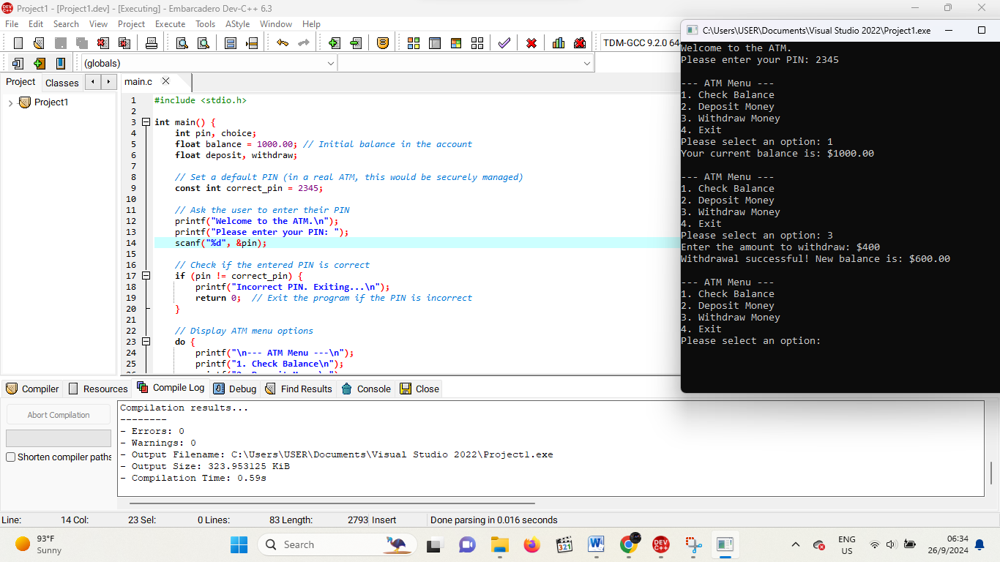 Project1 - [Project1.dev] - [Executing] - Embarcadero Dev-C++ 6.3
File Edit Search View Project Execute Tools AStyle Window Help
TDM-GCC 9.2.0 64
(globals)
Project Classes
main.c
Project1
1 #include <stdio.h>
2
3 int main() {
4 int pin, choice;
5 float balance = 1000.00; // Initial balance in the account
6 float deposit, withdraw;
7
8 // Set a default PIN (in a real ATM, this would be securely managed)
9 const int correct_pin = 2345;
10
11 // Ask the user to enter their PIN
12 printf("Welcome to the ATM.\n");
13 printf("Please enter your PIN: ");
14 scanf("%d", &pin);
15
16 // Check if the entered PIN is correct
17 if (pin != correct_pin) {
18 printf("Incorrect PIN. Exiting...\n");
19 return 0; // Exit the program if the PIN is incorrect
20 }
21
22 // Display ATM menu options
23 do {
24 printf("\n--- ATM Menu ---\n");
25 printf("1. Check Balance\n");
C:\Users\USER\Documents\Visual Studio 2022\Project1.exe
Welcome to the ATM.
Please enter your PIN: 2345
--- ATM Menu ---
1. Check Balance
2. Deposit Money
3. Withdraw Money
4. Exit
Please select an option: 1
Your current balance is: $1000.00
--- ATM Menu ---
1. Check Balance
2. Deposit Money
3. Withdraw Money
4. Exit
Please select an option: 3
Enter the amount to withdraw: $400
Withdrawal successful! New balance is: $600.00
--- ATM Menu ---
1. Check Balance
2. Deposit Money
3. Withdraw Money
4. Exit
Please select an option:
Compiler Resources Compile Log Debug Find Results Console Close
Abort Compilation
Shorten compiler paths
Compilation results...
--------
- Errors: 0
- Warnings: 0
- Output Filename: C:\Users\USER\Documents\Visual Studio 2022\Project1.exe
- Output Size: 323.953125 KiB
- Compilation Time: 0.59s
Line: 14 Col: 23 Sel: 0 Lines: 83 Length: 2793 Insert Done parsing in 0.016 seconds
93°F
Sunny
Search
ENG
US
06:34
26/9/2024